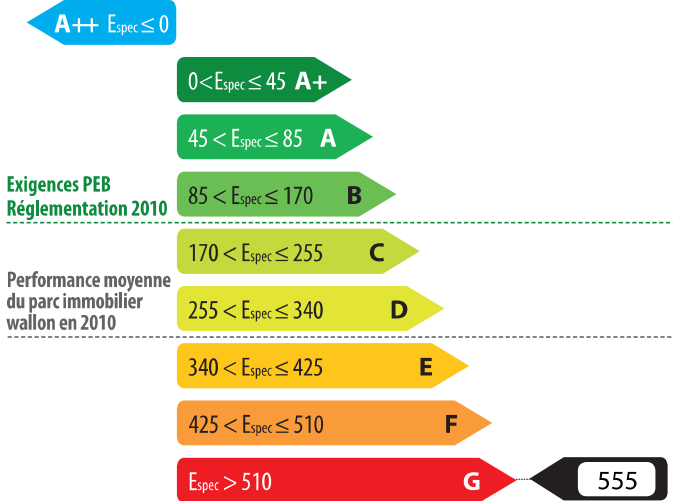 A++ Espec ≤ 0
0<Espec ≤ 45 A+
45 < Espec ≤ 85 A
Exigences PEB
Réglementation 2010
85 < Espec ≤ 170 B
170 < Espec ≤ 255 C
Performance moyenne
du parc immobilier
wallon en 2010
255 < Espec ≤ 340 D
340 < Espec ≤ 425 E
425 < Espec ≤ 510 F
Espec > 510 G
555